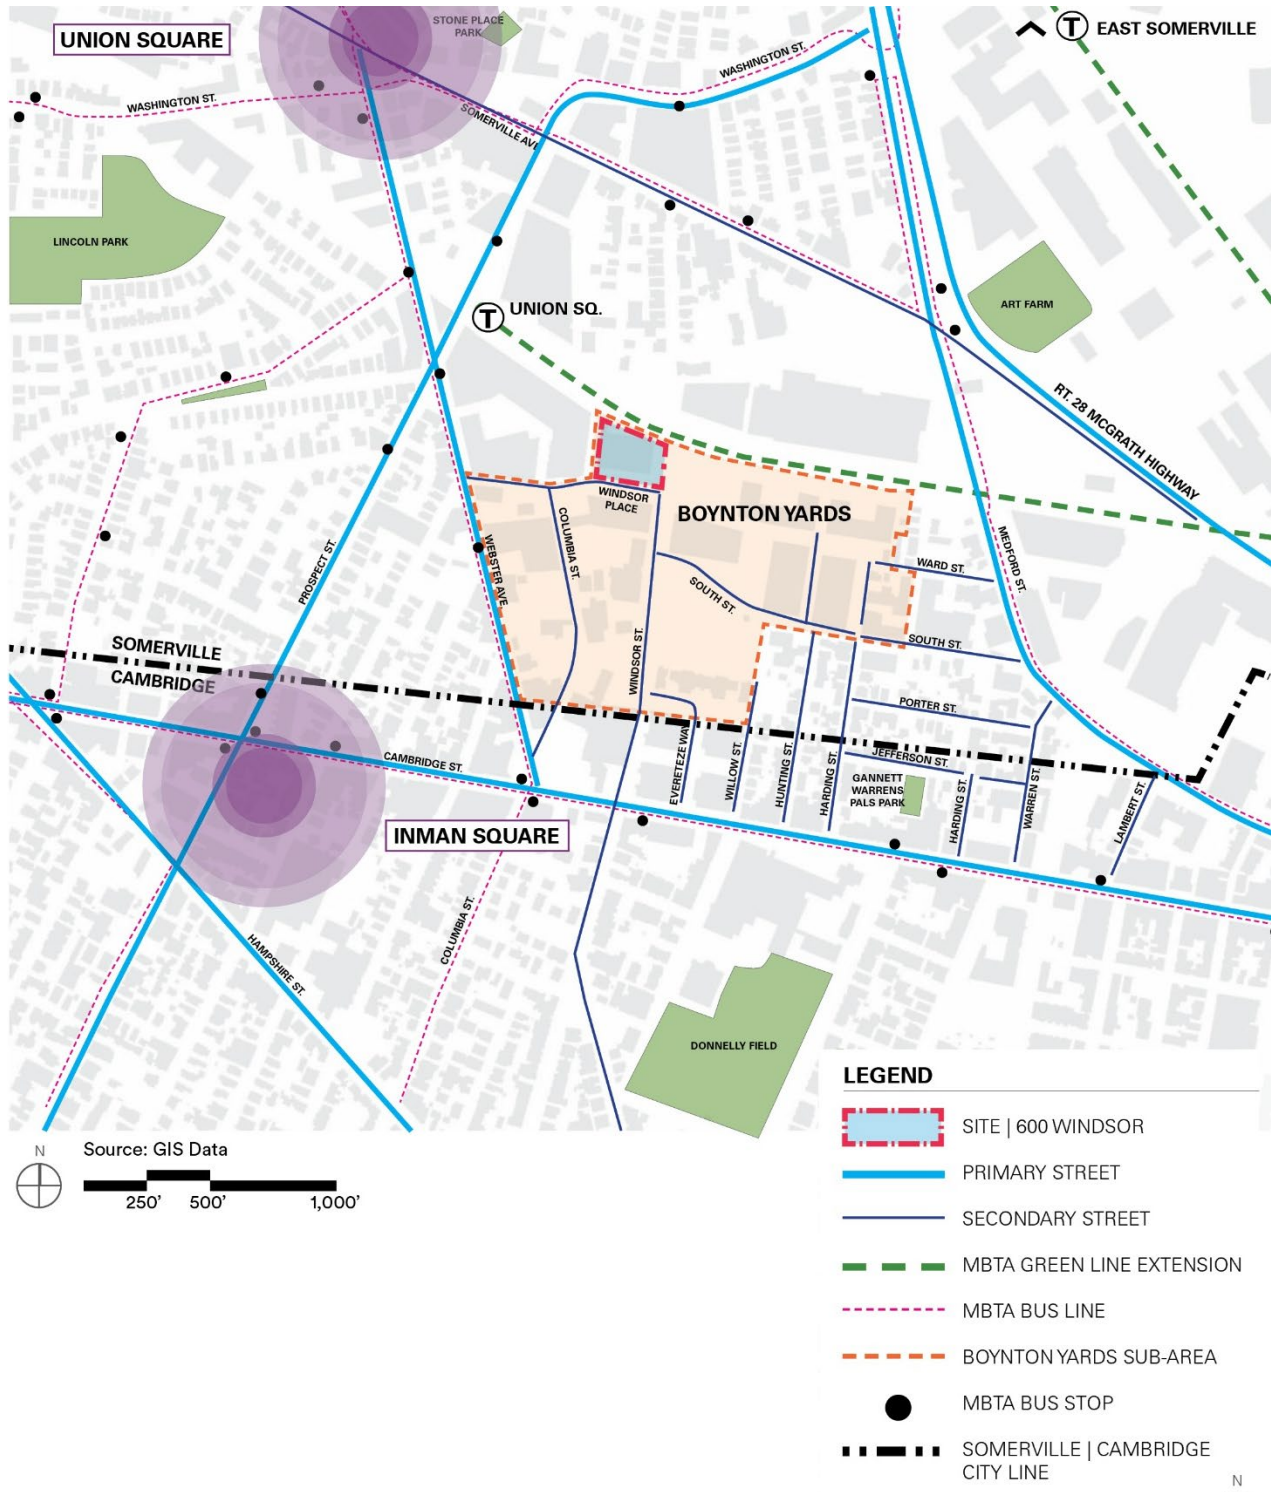 STONE PLACE
PARK
UNION SQUARE
EAST SOMERVILLE
WASHINGTON ST.
WASHINGTON ST.
SOMERVILLE AVE
LINCOLN PARK
ART FARM
UNION SQ.
RT. 28 MCGRATH HIGHWAY
WINDSOR
PLACE
BOYNTON YARDS
COLUMBIA ST.
WEBSTER AVE
PROSPECT ST.
MEDFORD ST.
WARD ST.
SOUTH ST.
SOUTH ST.
WINDSOR ST.
SOMERVILLE
CAMBRIDGE
PORTER ST.
CAMBRIDGE ST.
EVERETEZE WAY
WILLOW ST.
HUNTING ST.
HARDING ST.
JEFFERSON ST.
GANNETT
WARRENS
PALS PARK
HARDING ST.
WARREN ST.
LAMBERT ST.
INMAN SQUARE
COLUMBIA ST.
HAMPSHIRE ST.
DONNELLY FIELD
LEGEND
SITE | 600 WINDSOR
PRIMARY STREET
SECONDARY STREET
MBTA GREEN LINE EXTENSION
MBTA BUS LINE
BOYNTON YARDS SUB-AREA
MBTA BUS STOP
SOMERVILLE | CAMBRIDGE
CITY LINE
N
N
Source: GIS Data
250' 500' 1,000'
T
T